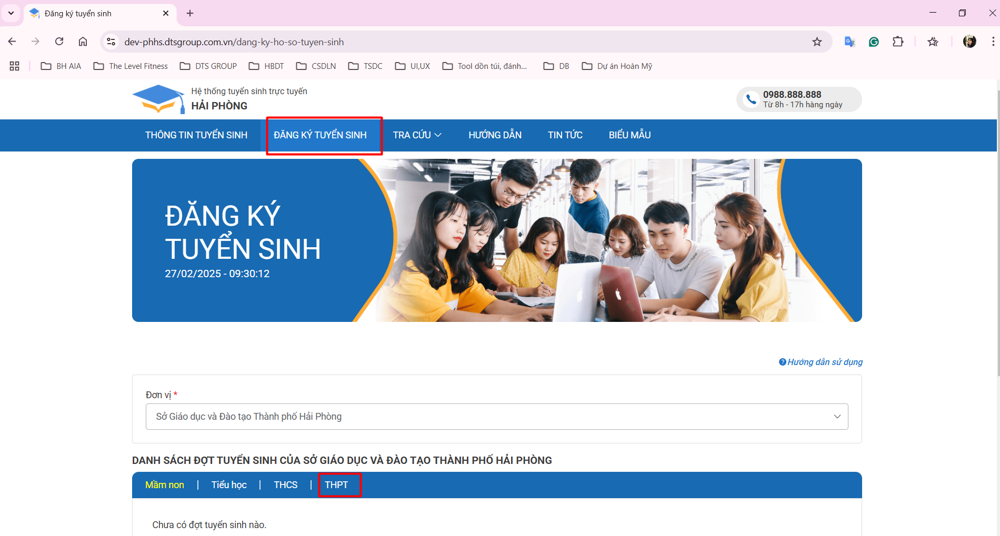 Đăng ký tuyển sinh
dev-phhs.dtsgroup.com.vn/dang-ky-ho-so-tuyen-sinh
BH AIA The Level Fitness DTS GROUP HBDT CSDLN TSDC UI,UX Tool dồn túi, đánh... DB Dự án Hoàn Mỹ
Hệ thống tuyển sinh trực tuyến
HẢI PHÒNG
0988.888.888
Từ 8h - 17h hàng ngày
THÔNG TIN TUYỂN SINH ĐĂNG KÝ TUYỂN SINH TRA CỨU HƯỚNG DẪN TIN TỨC BIỂU MẪU
ĐĂNG KÝ
TUYỂN SINH
27/02/2025 - 09:30:12
Hướng dẫn sử dụng
Đơn vị *
Sở Giáo dục và Đào tạo Thành phố Hải Phòng
DANH SÁCH ĐỢT TUYỂN SINH CỦA SỞ GIÁO DỤC VÀ ĐÀO TẠO THÀNH PHỐ HẢI PHÒNG
Mầm non | Tiểu học | THCS | THPT
Chưa có đợt tuyển sinh nào.